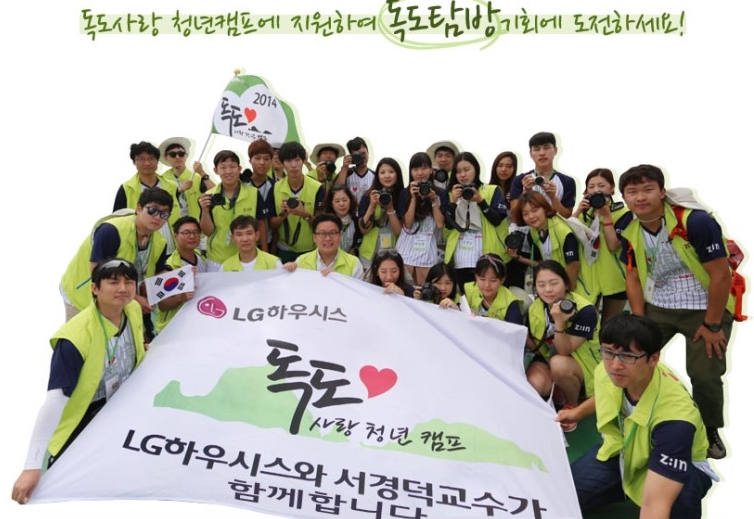 독도사랑 청년캠프에 지원하여 독도탐방기회에 도전하세요!
2014
독도
LG하우시스
독도
사랑 청년 캠프
LG하우시스와 서경덕교수가
함께합니다
z:in
z:in
z:in